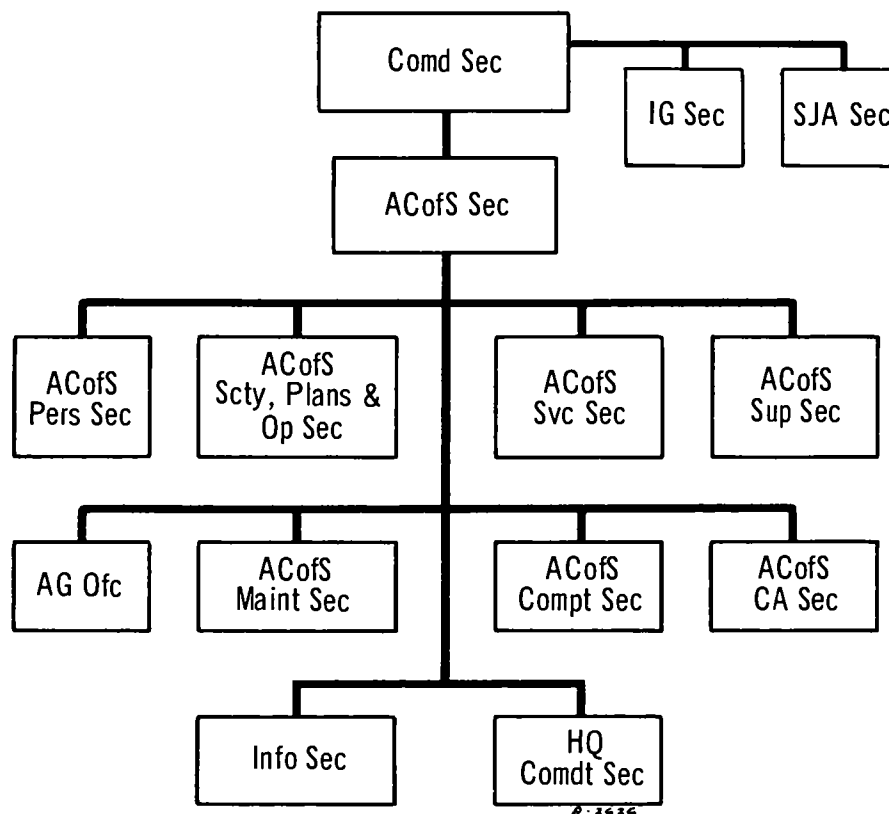 Comd Sec
IG Sec
SJA Sec
ACofS Sec
ACofS
Pers Sec
ACofS
Scty, Plans &
Op Sec
ACofS
Svc Sec
ACofS
Sup Sec
AG Ofc
ACofS
Maint Sec
ACofS
Compt Sec
ACofS
CA Sec
Info Sec
HQ
Comdt Sec